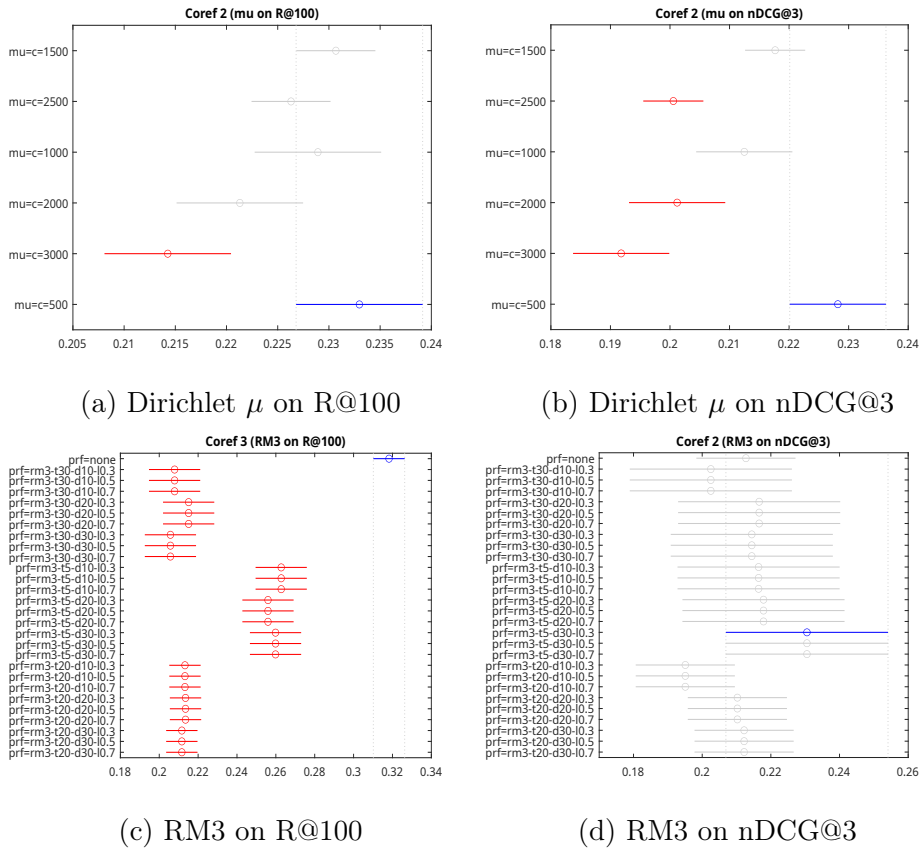 Coref 2 (mu on R@100)
mu=c=1500
mu=c=2500
mu=c=1000
mu=c=2000
mu=c=3000
mu=c=500
0.205 0.21 0.215 0.22 0.225 0.23 0.235 0.24
(a) Dirichlet μ on R@100
Coref 2 (mu on nDCG@3)
mu=c=1500
mu=c=2500
mu=c=1000
mu=c=2000
mu=c=3000
mu=c=500
0.18 0.19 0.2 0.21 0.22 0.23 0.24
(b) Dirichlet μ on nDCG@3
Coref 3 (RM3 on R@100)
prf=none
prf=rm3-t30-d10-l0.3
prf=rm3-t30-d10-l0.5
prf=rm3-t30-d10-l0.7
prf=rm3-t30-d20-l0.3
prf=rm3-t30-d20-l0.5
prf=rm3-t30-d20-l0.7
prf=rm3-t30-d30-l0.3
prf=rm3-t30-d30-l0.5
prf=rm3-t30-d30-l0.7
prf=rm3-t5-d10-l0.3
prf=rm3-t5-d10-l0.5
prf=rm3-t5-d10-l0.7
prf=rm3-t5-d20-l0.3
prf=rm3-t5-d20-l0.5
prf=rm3-t5-d20-l0.7
prf=rm3-t5-d30-l0.3
prf=rm3-t5-d30-l0.5
prf=rm3-t5-d30-l0.7
prf=rm3-t20-d10-l0.3
prf=rm3-t20-d10-l0.5
prf=rm3-t20-d10-l0.7
prf=rm3-t20-d20-l0.3
prf=rm3-t20-d20-l0.5
prf=rm3-t20-d20-l0.7
prf=rm3-t20-d30-l0.3
prf=rm3-t20-d30-l0.5
prf=rm3-t20-d30-l0.7
0.18 0.2 0.22 0.24 0.26 0.28 0.3 0.32 0.34
(c) RM3 on R@100
Coref 2 (RM3 on nDCG@3)
prf=none
prf=rm3-t30-d10-l0.3
prf=rm3-t30-d10-l0.5
prf=rm3-t30-d10-l0.7
prf=rm3-t30-d20-l0.3
prf=rm3-t30-d20-l0.5
prf=rm3-t30-d20-l0.7
prf=rm3-t30-d30-l0.3
prf=rm3-t30-d30-l0.5
prf=rm3-t30-d30-l0.7
prf=rm3-t5-d10-l0.3
prf=rm3-t5-d10-l0.5
prf=rm3-t5-d10-l0.7
prf=rm3-t5-d20-l0.3
prf=rm3-t5-d20-l0.5
prf=rm3-t5-d20-l0.7
prf=rm3-t5-d30-l0.3
prf=rm3-t5-d30-l0.5
prf=rm3-t5-d30-l0.7
prf=rm3-t20-d10-l0.3
prf=rm3-t20-d10-l0.5
prf=rm3-t20-d10-l0.7
prf=rm3-t20-d20-l0.3
prf=rm3-t20-d20-l0.5
prf=rm3-t20-d20-l0.7
prf=rm3-t20-d30-l0.3
prf=rm3-t20-d30-l0.5
prf=rm3-t20-d30-l0.7
0.18 0.2 0.22 0.24 0.26
(d) RM3 on nDCG@3